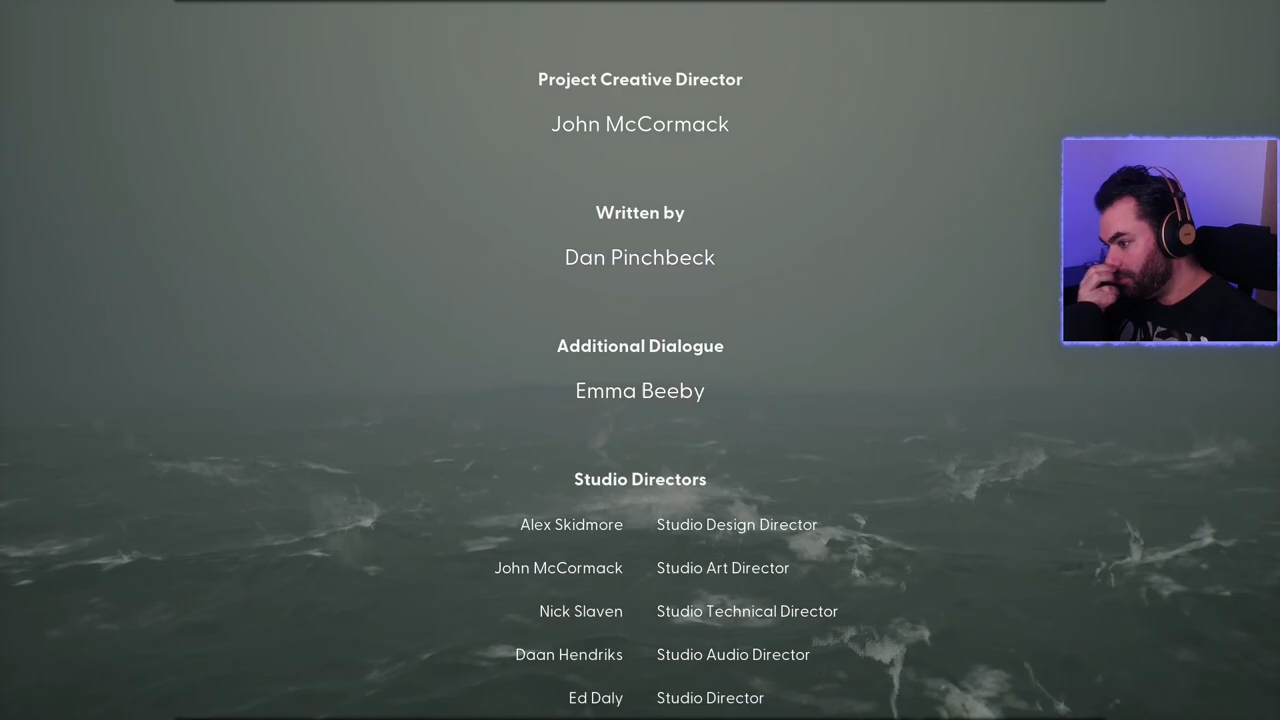 Project Creative Director
John McCormack
Written by
Dan Pinchbeck
Additional Dialogue
Emma Beeby
Studio Directors
Alex Skidmore Studio Design Director
John McCormack Studio Art Director
Nick Slaven Studio Technical Director
Daan Hendriks Studio Audio Director
Ed Daly Studio Director